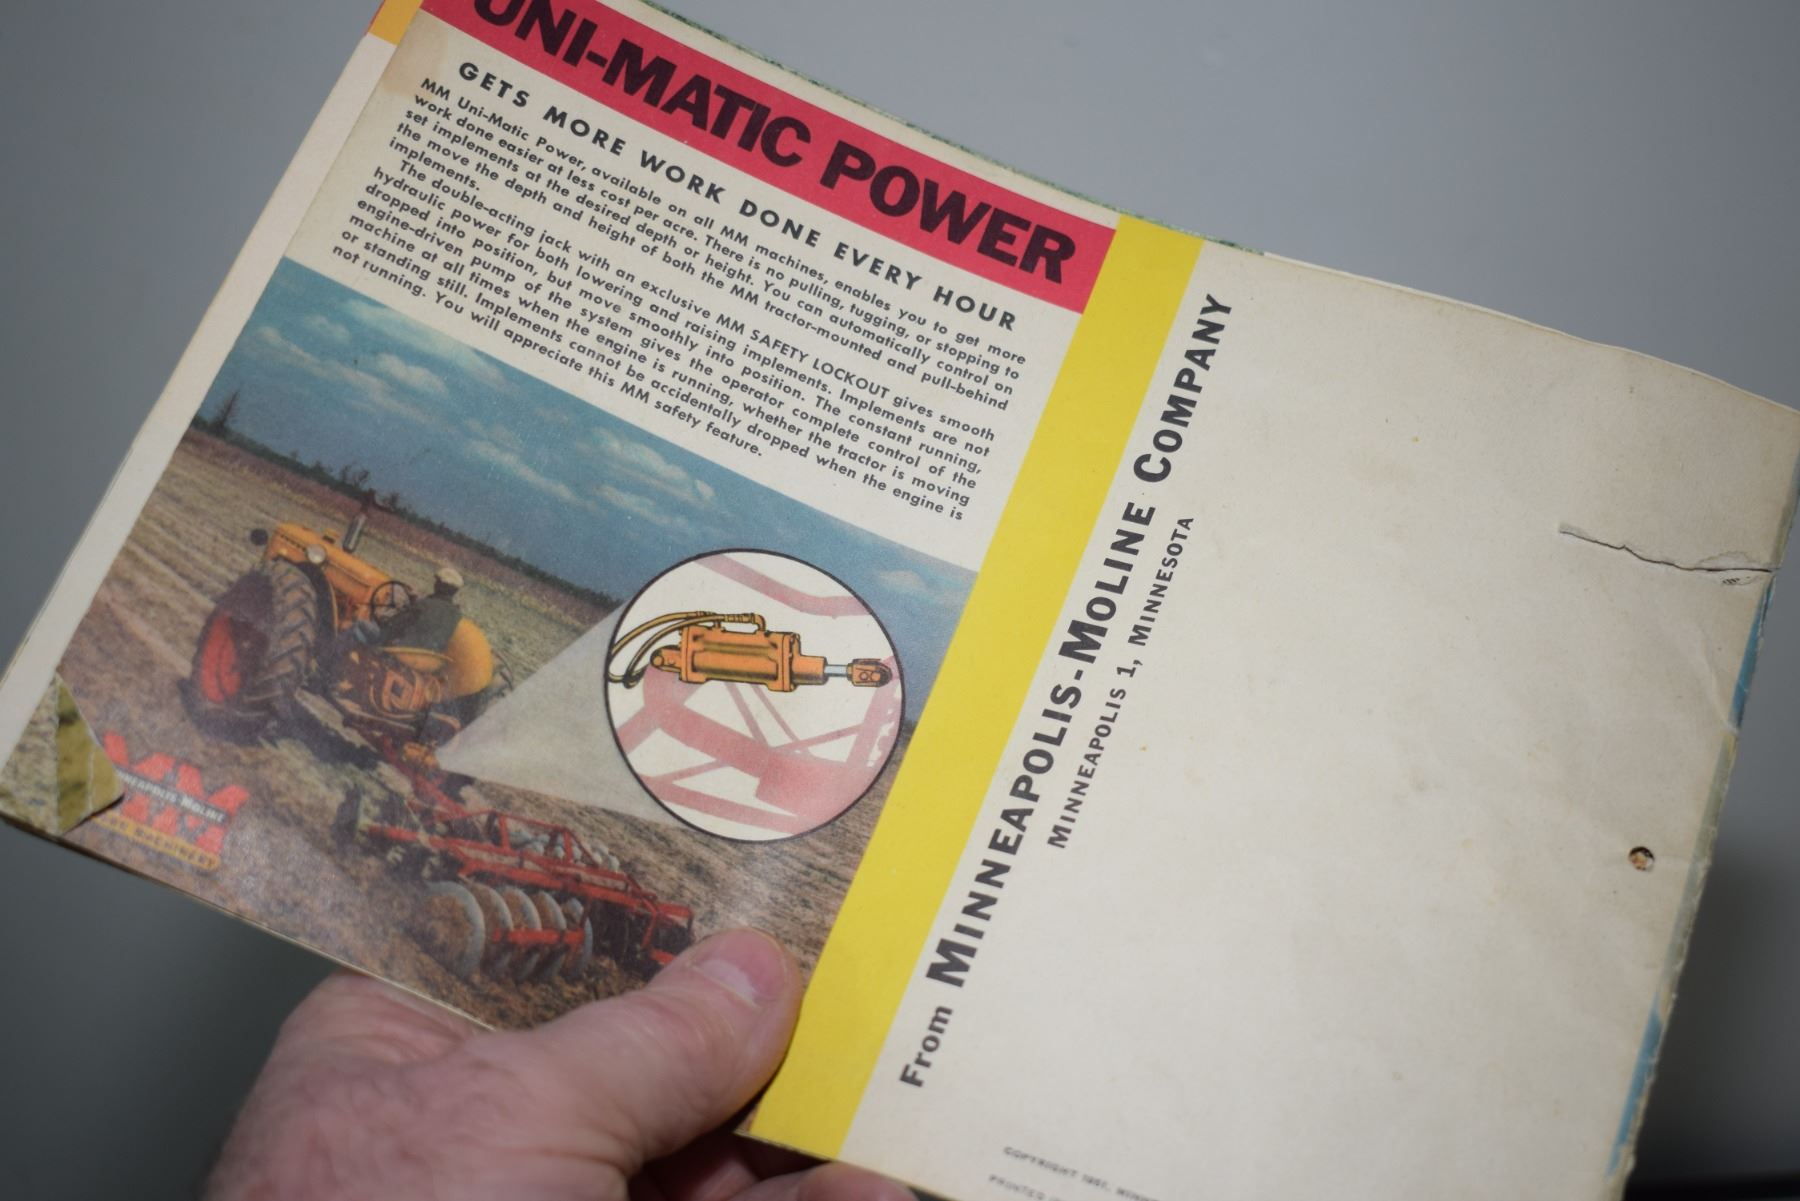 UNI-MATIC POWER
GETS MORE WORK DONE EVERY HOUR
MM Uni-Matic Power, available on all MM machines, enables you to get more
work done easier at less cost per acre. There is no pulling, tugging, or stopping to
set implements at the desired depth or height. You can automatically control on
the move the depth and height of both the MM tractor-mounted and pull-behind
implements.
The double-acting jack with an exclusive MM SAFETY LOCKOUT gives smooth
hydraulic power for both lowering and raising implements. Implements are not
dropped into position, but move smoothly into position. The constant running,
engine-driven pump of the system gives the operator complete control of the
machine at all times when the engine is running, whether the tractor is moving
or standing still. Implements cannot be accidentally dropped when the engine is
not running. You will appreciate this MM safety feature.
MM
MINNEAPOLIS-MOLINE
MACHINERY
From MINNEAPOLIS-MOLINE COMPANY
MINNEAPOLIS 1, MINNESOTA
COPYRIGHT
PRINTED